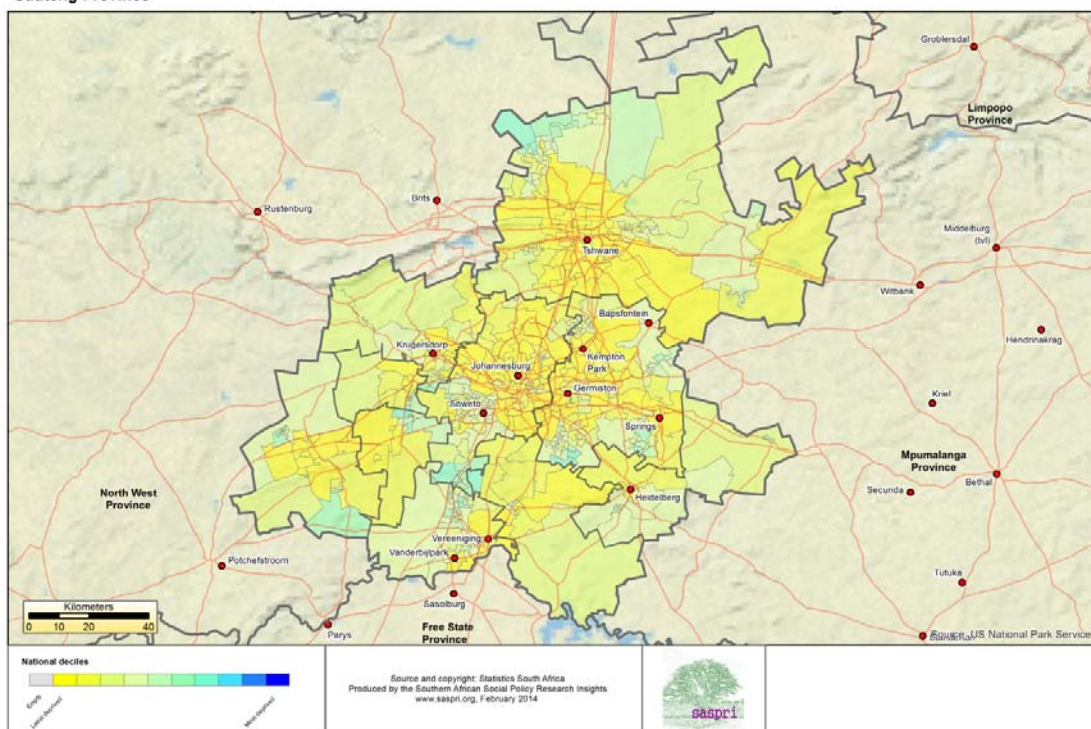 Gauteng Province
Groblersdal
Limpopo
Province
Brits
Rustenburg
Middelburg
(tvl)
Tshwane
Witbank
Bapsfontein
Hendrinakrag
Krugersdorp
Kempton
Park
Johannesburg
Kriel
Germiston
Soweto
Springs
Mpumalanga
Province
North West
Province
Secunda
Bethal
Heidelberg
Vereeniging
Vanderbijlpark
Potchefstroom
Tutuka
Kilometers
0 10 20 40
Sasolburg
Parys
Free State
Province
Source: US National Park Service
National deciles
Empty
Least deprived
Most deprived
Source and copyright: Statistics South Africa
Produced by the Southern African Social Policy Research Insights
www.saspri.org, February 2014
saspri